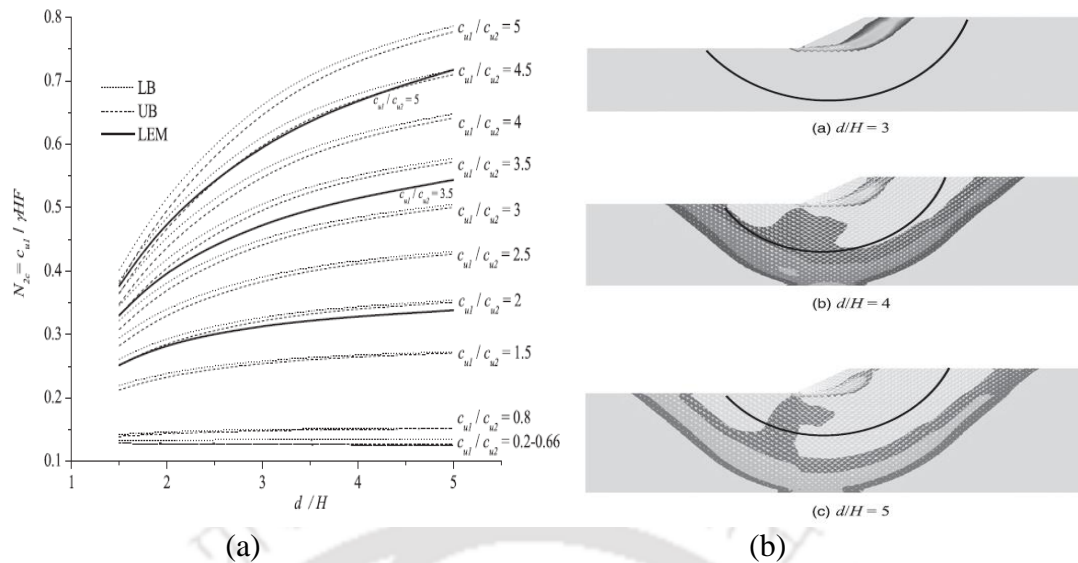 0.8
0.7
0.6
0.5
0.4
0.3
0.2
0.1
N2c= cu1 / γHF
LB
UB
LEM
cu1/cu2 = 5
cu1/cu2 = 4.5
cu1/cu2 = 5
cu1/cu2 = 4
cu1/cu2 = 3.5
cu1/cu2 = 3.5
cu1/cu2 = 3
cu1/cu2 = 2.5
cu1/cu2 = 2
cu1/cu2 = 1.5
cu1/cu2 = 0.8
cu1/cu2 = 0.2-0.66
1 2 3 4 5
d/H
(a)
(a) d/H = 3
(b) d/H = 4
(c) d/H = 5
(b)